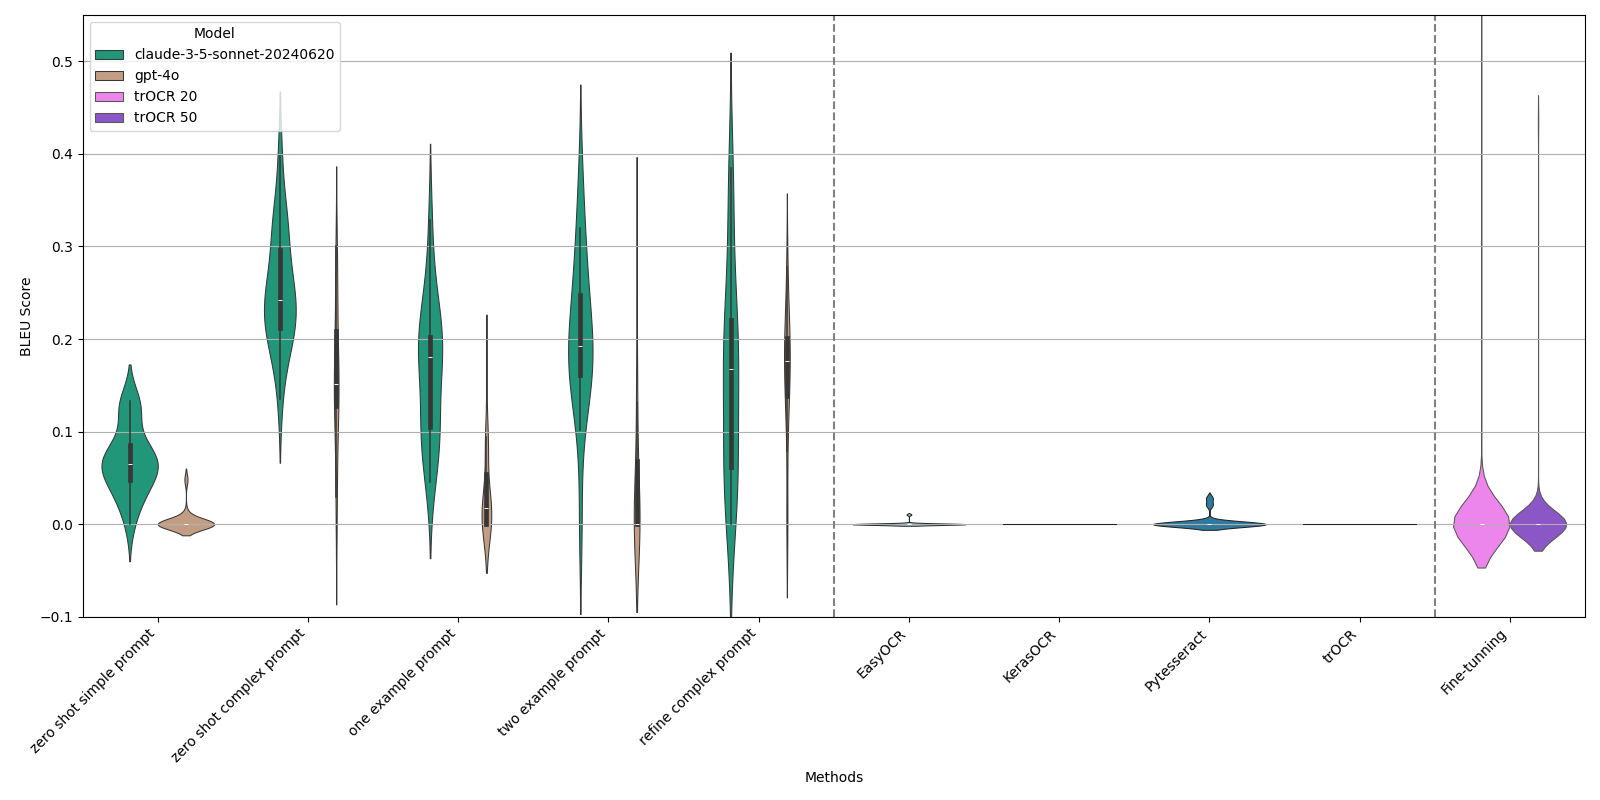 Model
claude-3-5-sonnet-20240620
gpt-4o
trOCR 20
trOCR 50
BLEU Score
0.5
0.4
0.3
0.2
0.1
0.0
−0.1
zero shot simple prompt
zero shot complex prompt
one example prompt
two example prompt
refine complex prompt
EasyOCR
KerasOCR
Pytesseract
trOCR
Fine-tunning
Methods